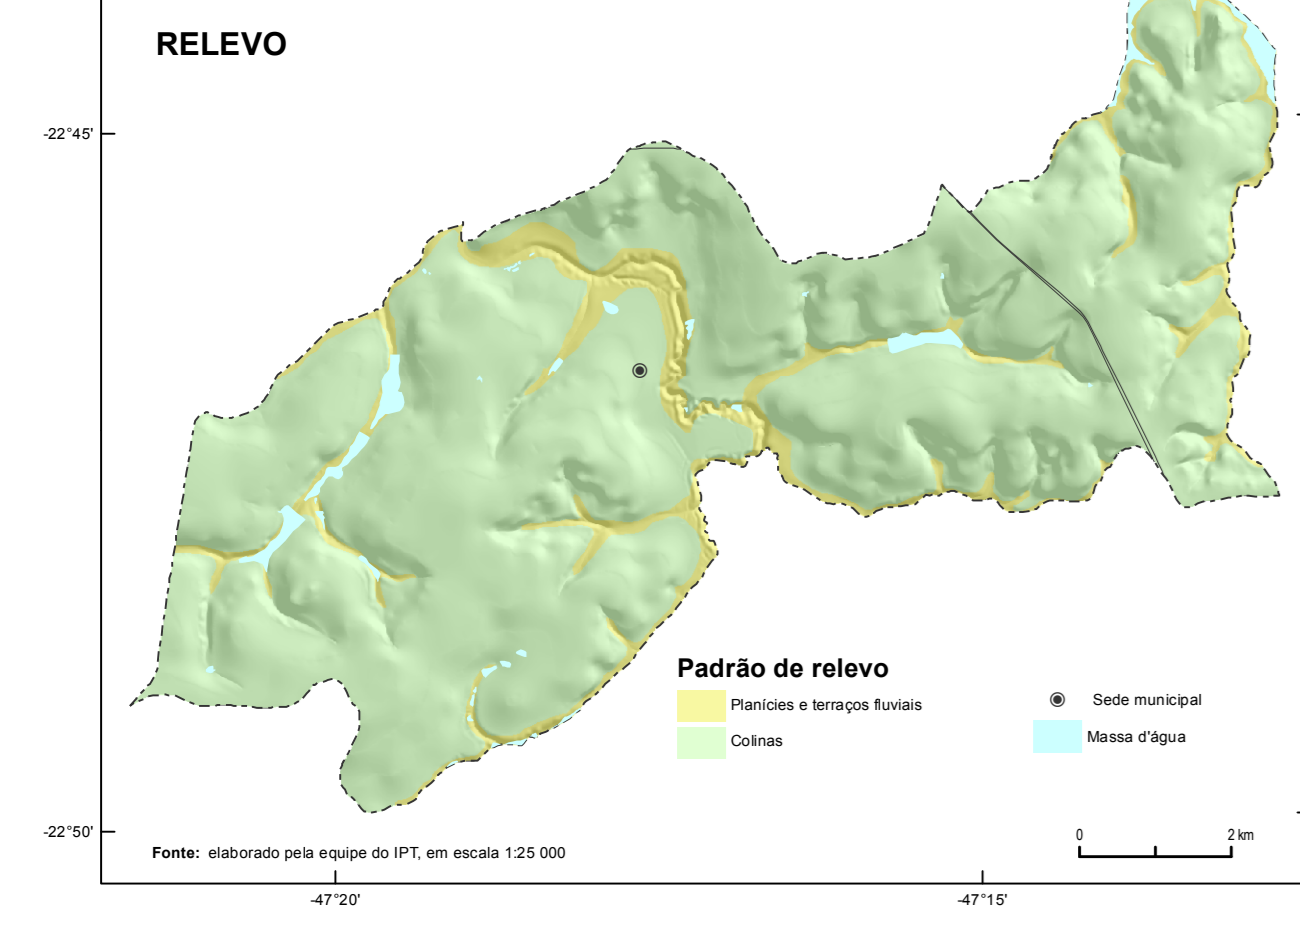 RELEVO
-22°45'
Padrão de relevo
Planícies e terraços fluviais
Colinas
Sede municipal
Massa d'água
-22°50'
Fonte: elaborado pela equipe do IPT, em escala 1:25 000
0 2 km
-47°20' -47°15'